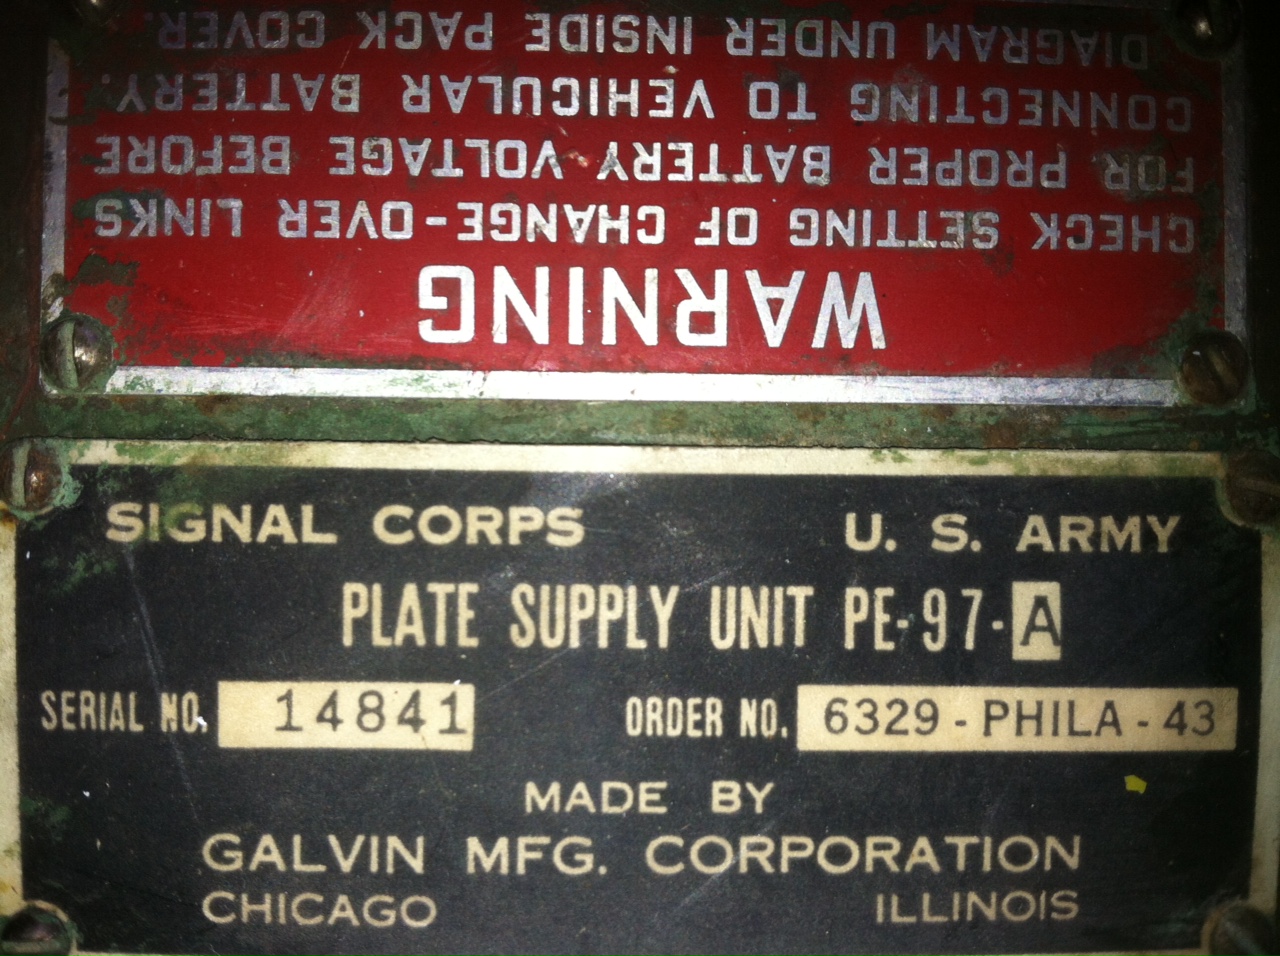 WARNING
CHECK SETTING OF CHANGE-OVER LINKS
FOR PROPER BATTERY VOLTAGE BEFORE
CONNECTING TO VEHICULAR BATTERY.
DIAGRAM UNDER INSIDE PACK COVER.
SIGNAL CORPS U. S. ARMY
PLATE SUPPLY UNIT PE-97-A
SERIAL NO. 14841 ORDER NO. 6329-PHILA-43
MADE BY
GALVIN MFG. CORPORATION
CHICAGO ILLINOIS